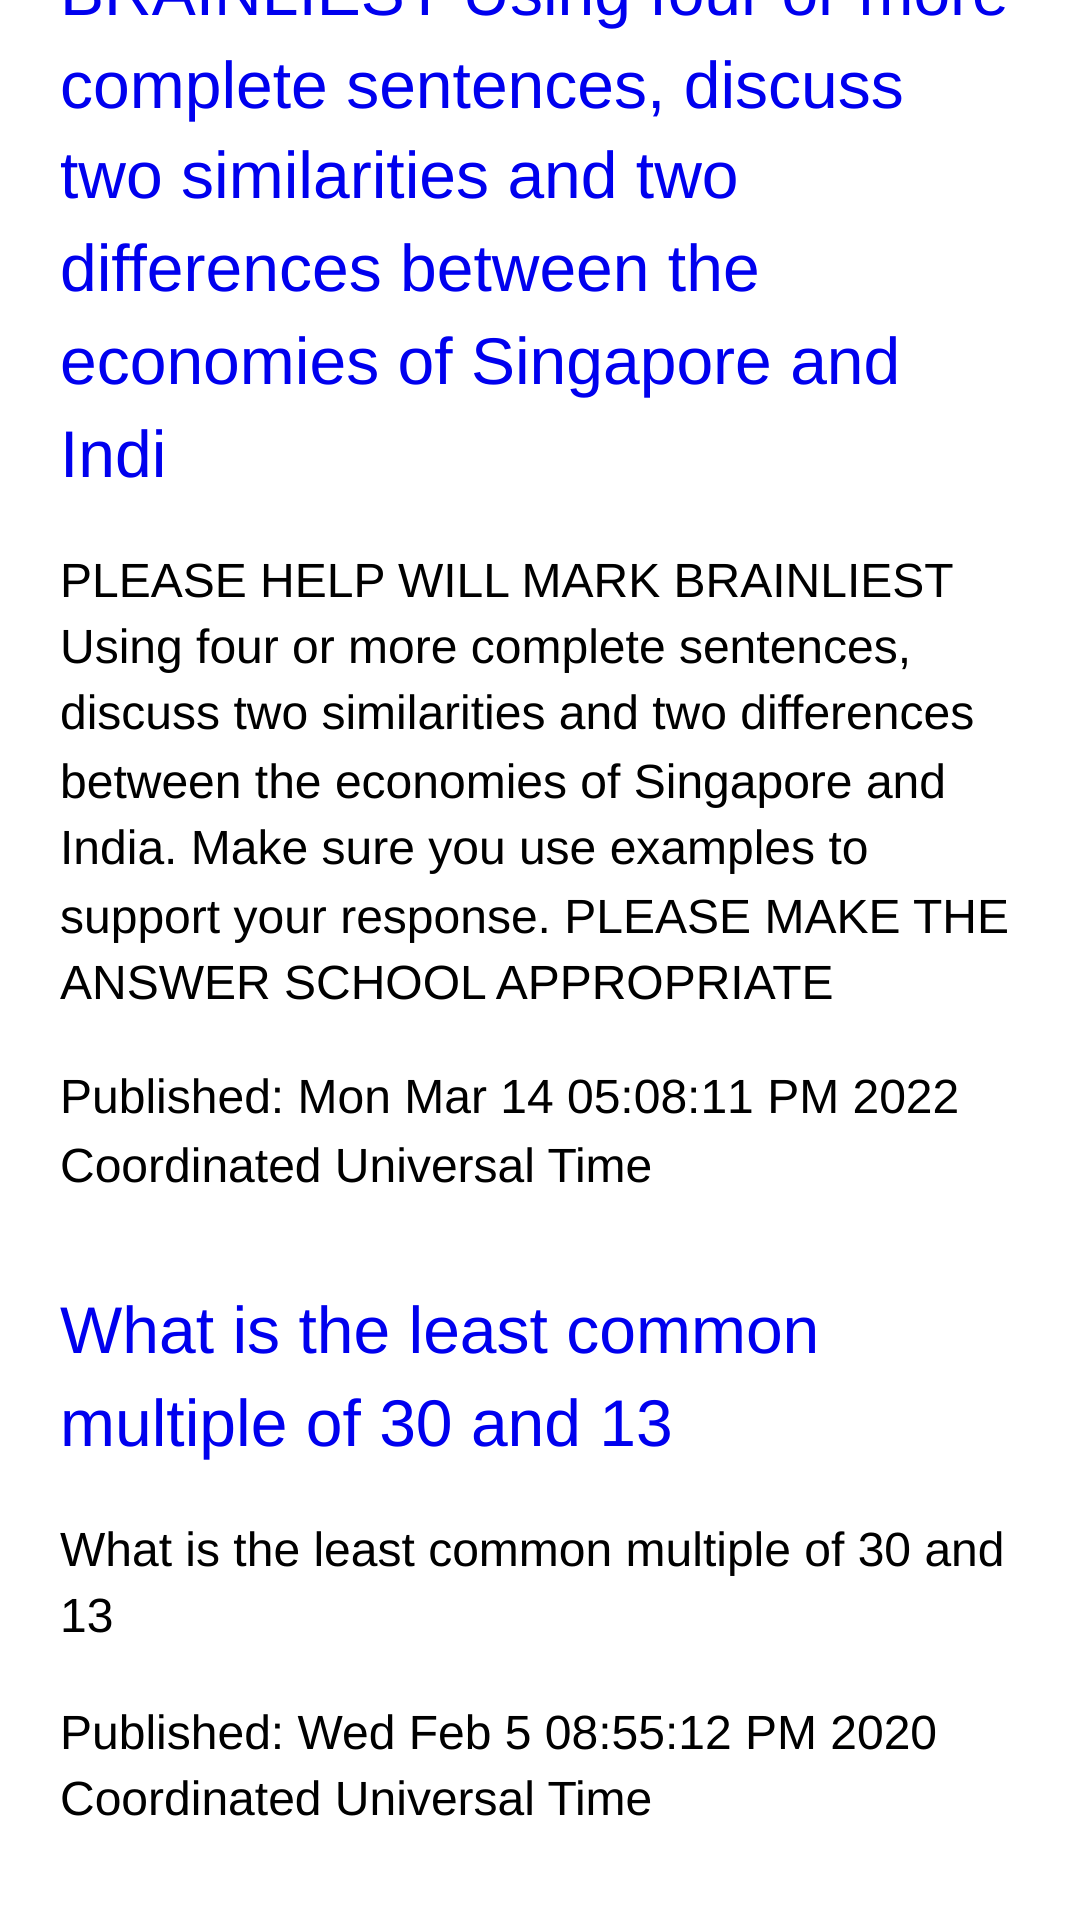 BRAINLIEST Using four or more
complete sentences, discuss
two similarities and two
differences between the
economies of Singapore and
Indi
PLEASE HELP WILL MARK BRAINLIEST
Using four or more complete sentences,
discuss two similarities and two differences
between the economies of Singapore and
India. Make sure you use examples to
support your response. PLEASE MAKE THE
ANSWER SCHOOL APPROPRIATE
Published: Mon Mar 14 05:08:11 PM 2022
Coordinated Universal Time
What is the least common
multiple of 30 and 13
What is the least common multiple of 30 and
13
Published: Wed Feb 5 08:55:12 PM 2020
Coordinated Universal Time